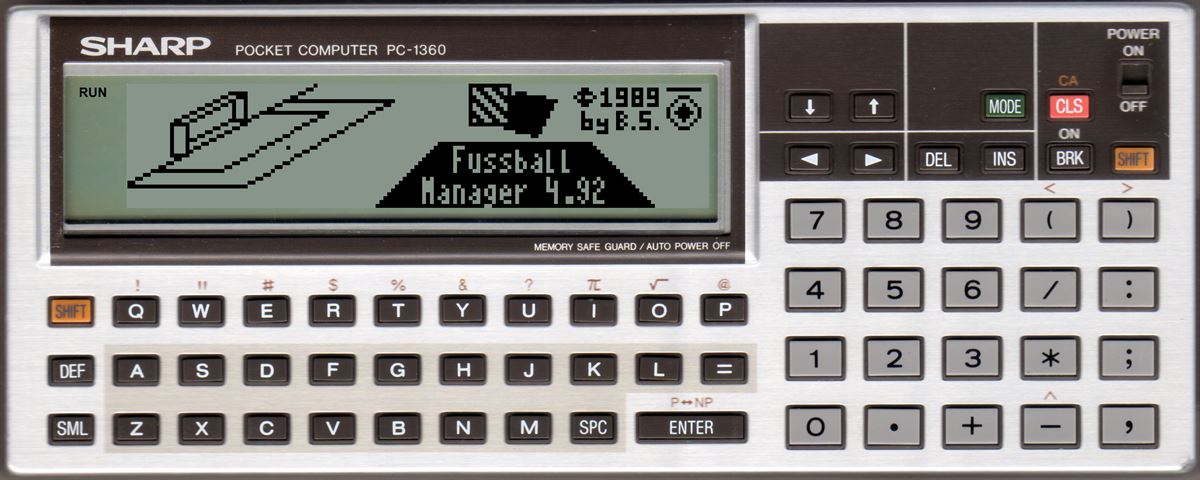 SHARP POCKET COMPUTER PC-1360
RUN
©1989
by B.S.
Fussball
Manager 4.92
MEMORY SAFE GUARD / AUTO POWER OFF
POWER
ON
OFF
CA
↓ ↑ MODE CLS
ON
◄ ► DEL INS BRK SHIFT
< >
7 8 9 ( )
4 5 6 / :
1 2 3 * ;
^
0 . + − ,
! " # $ % & ? π √ @
SHIFT Q W E R T Y U I O P
DEF A S D F G H J K L =
P↔NP
SML Z X C V B N M SPC ENTER